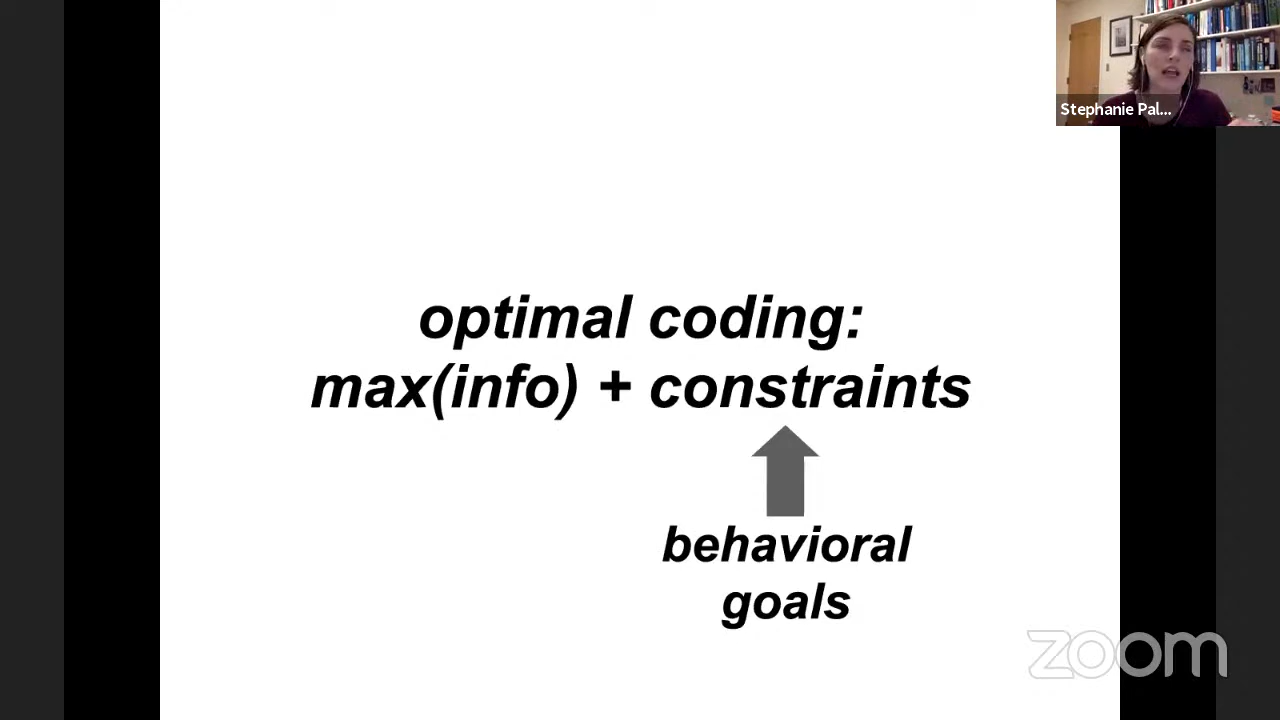 Stephanie Pal...
optimal coding:
max(info) + constraints
behavioral
goals
zoom